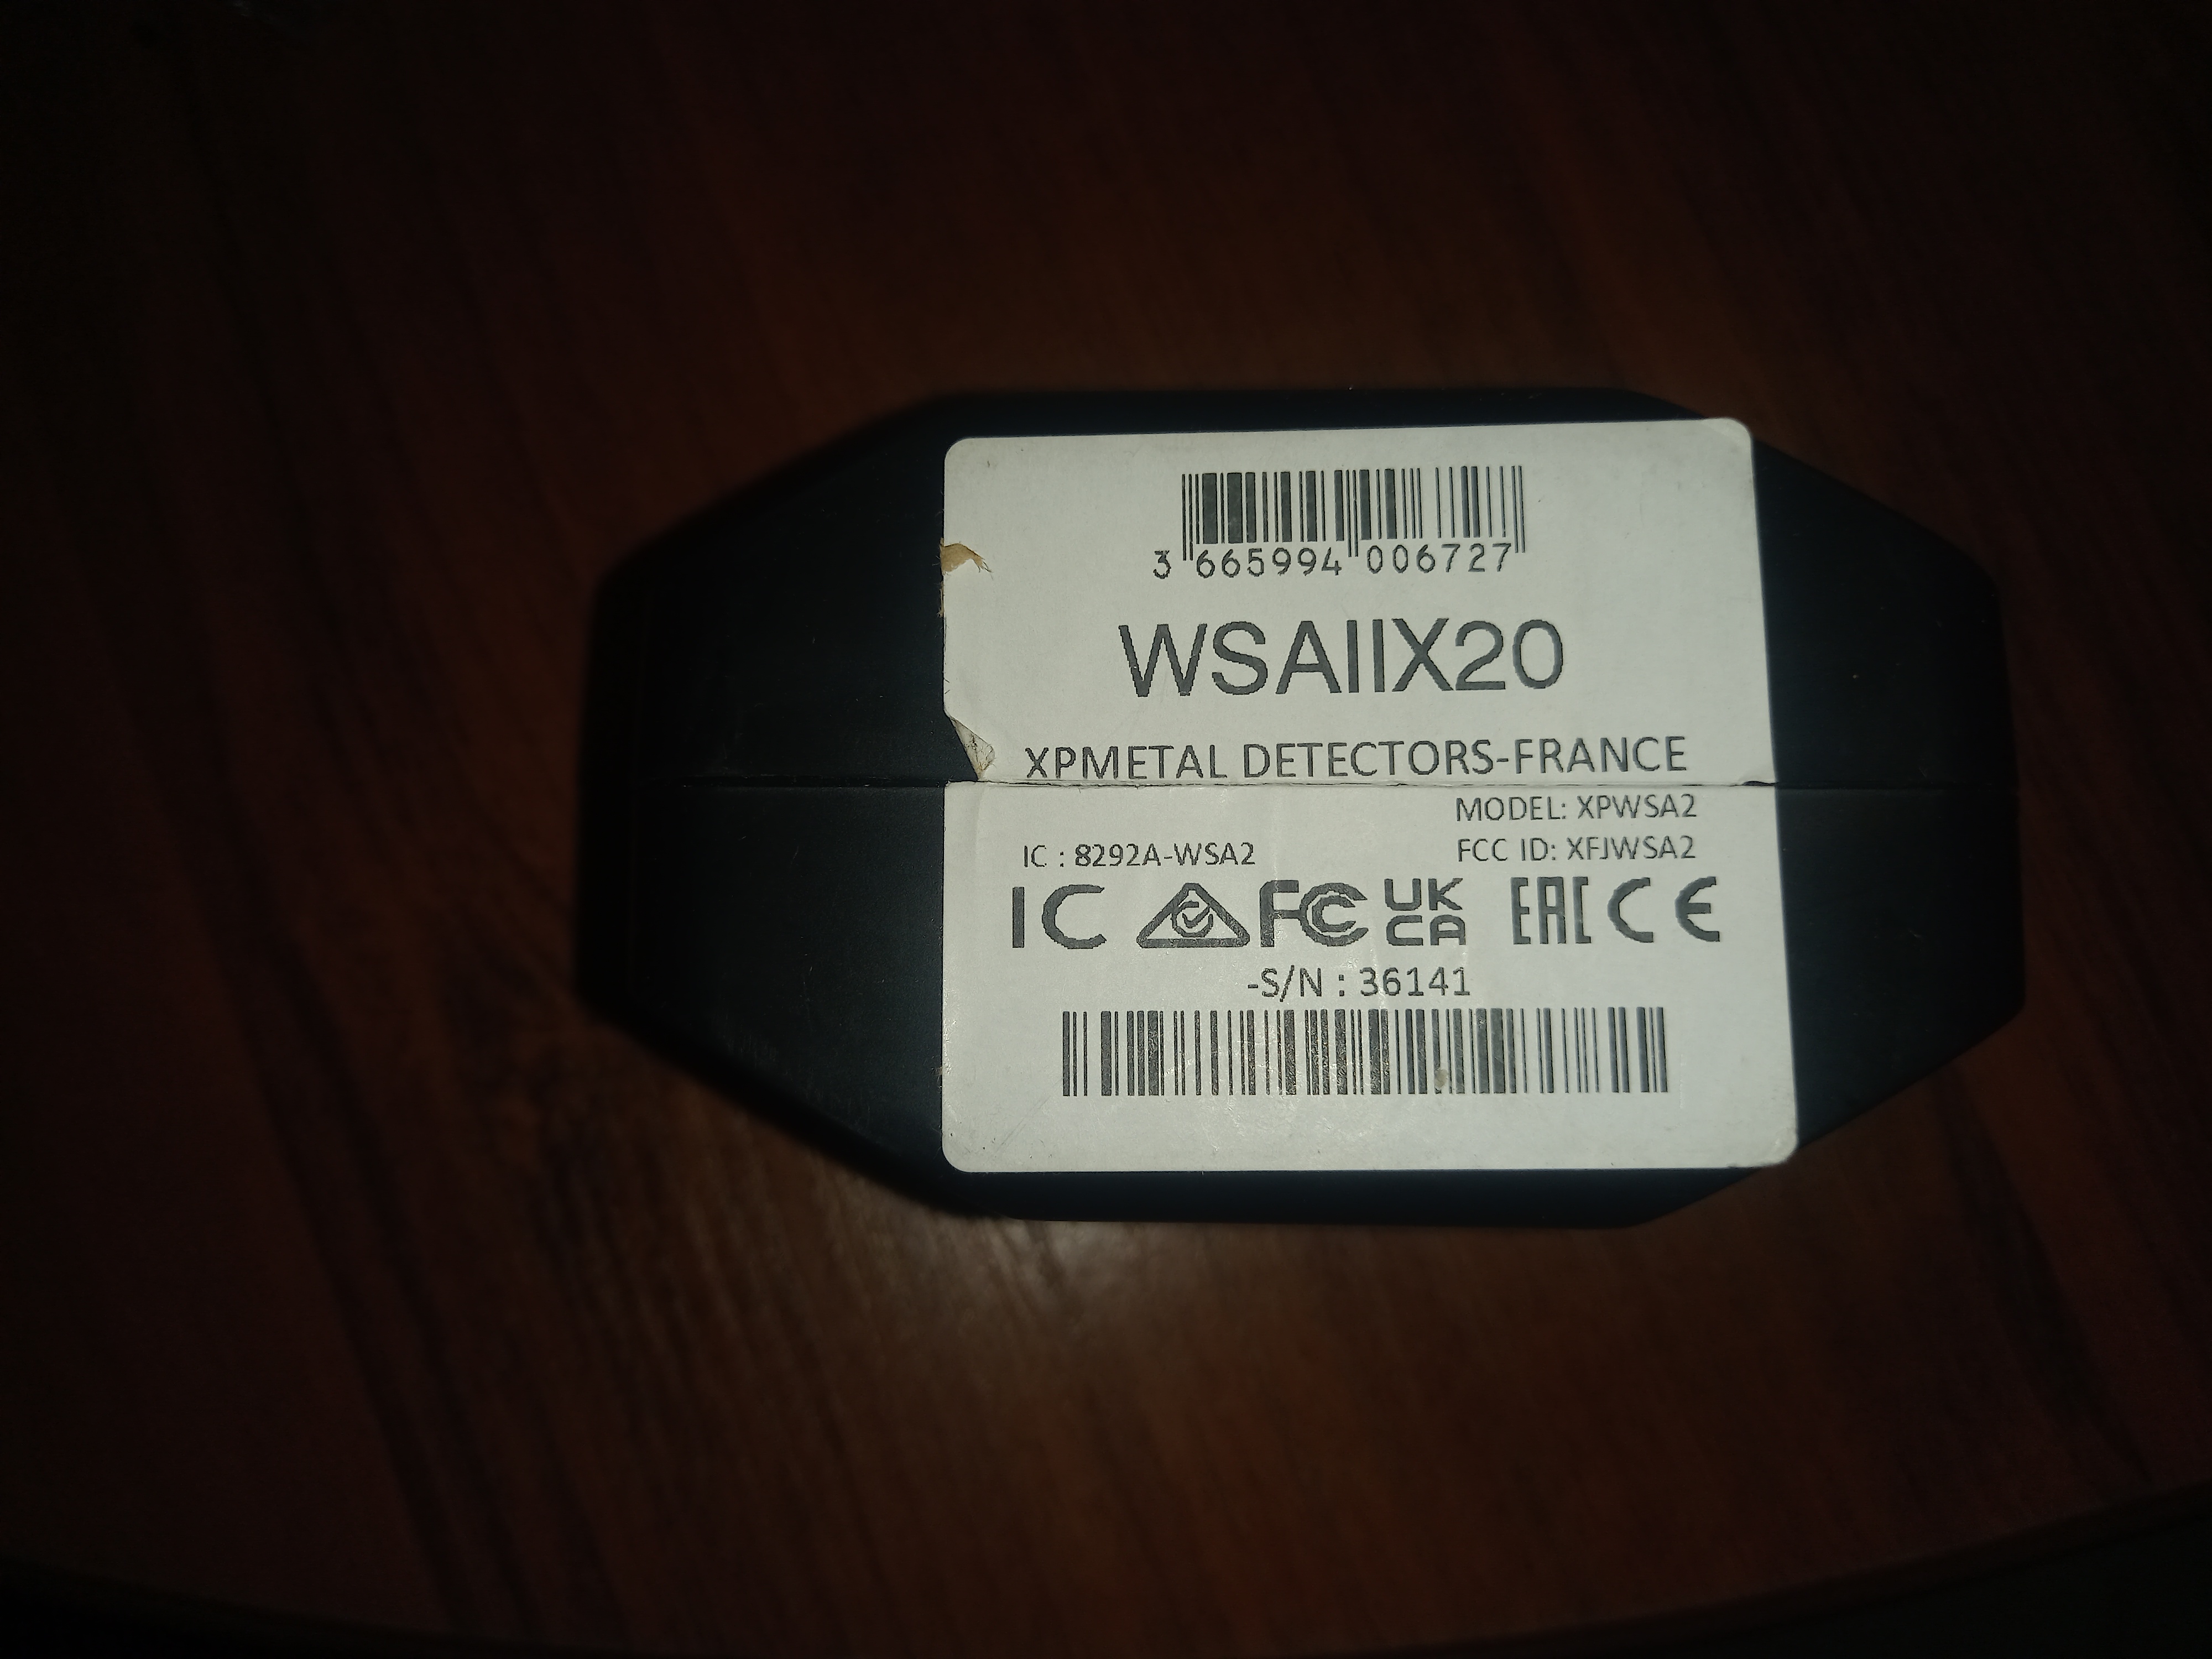 3 665994 006727
WSAIIX20
XPMETAL DETECTORS-FRANCE
MODEL: XPWSA2
IC : 8292A-WSA2 FCC ID: XFJWSA2
IC FC UK CA EAC CE
-S/N : 36141